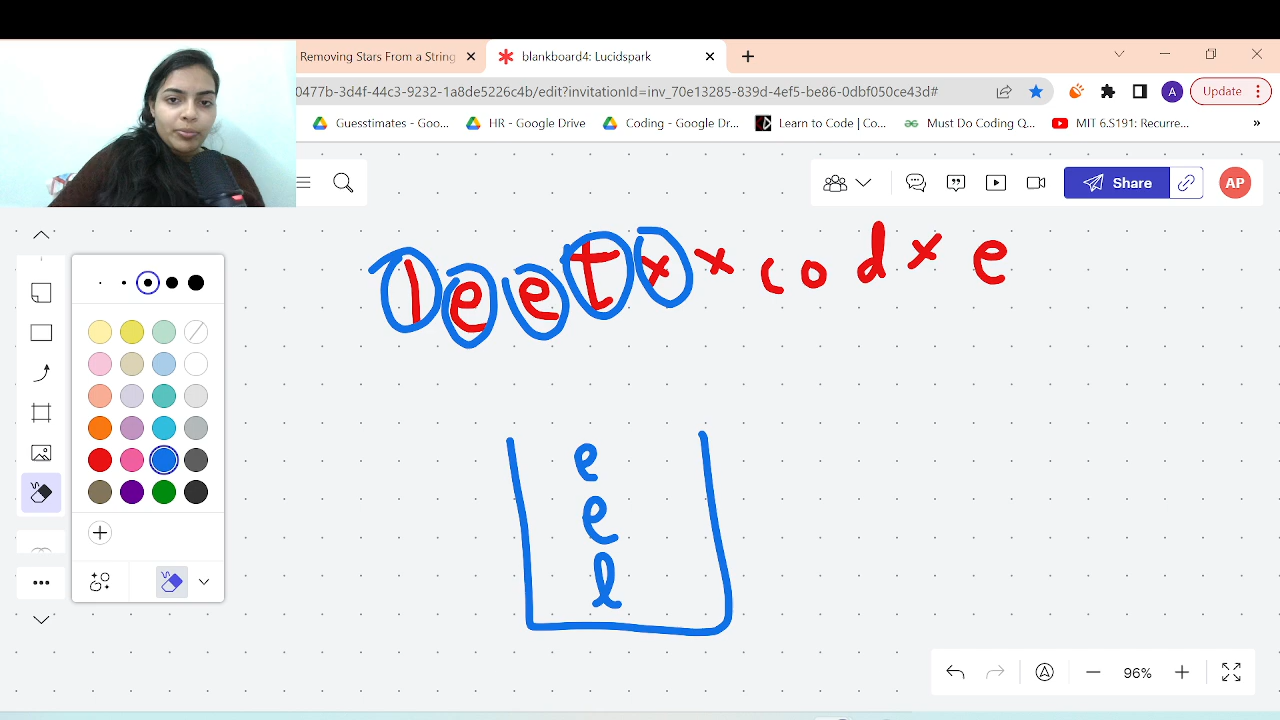 Removing Stars From a String
blankboard4: Lucidspark
0477b-3d4f-44c3-9232-1a8be5226c4b/edit?invitationId=inv_70e13285-839d-4ef5-be86-0dbf050ce43d#
A
Update
Guesstimates - Goo...
HR - Google Drive
Coding - Google Dr...
Learn to Code | Co...
Must Do Coding Q...
MIT 6.S191: Recurre...
»
Share
AP
leet××cod×e
e
e
l
96%